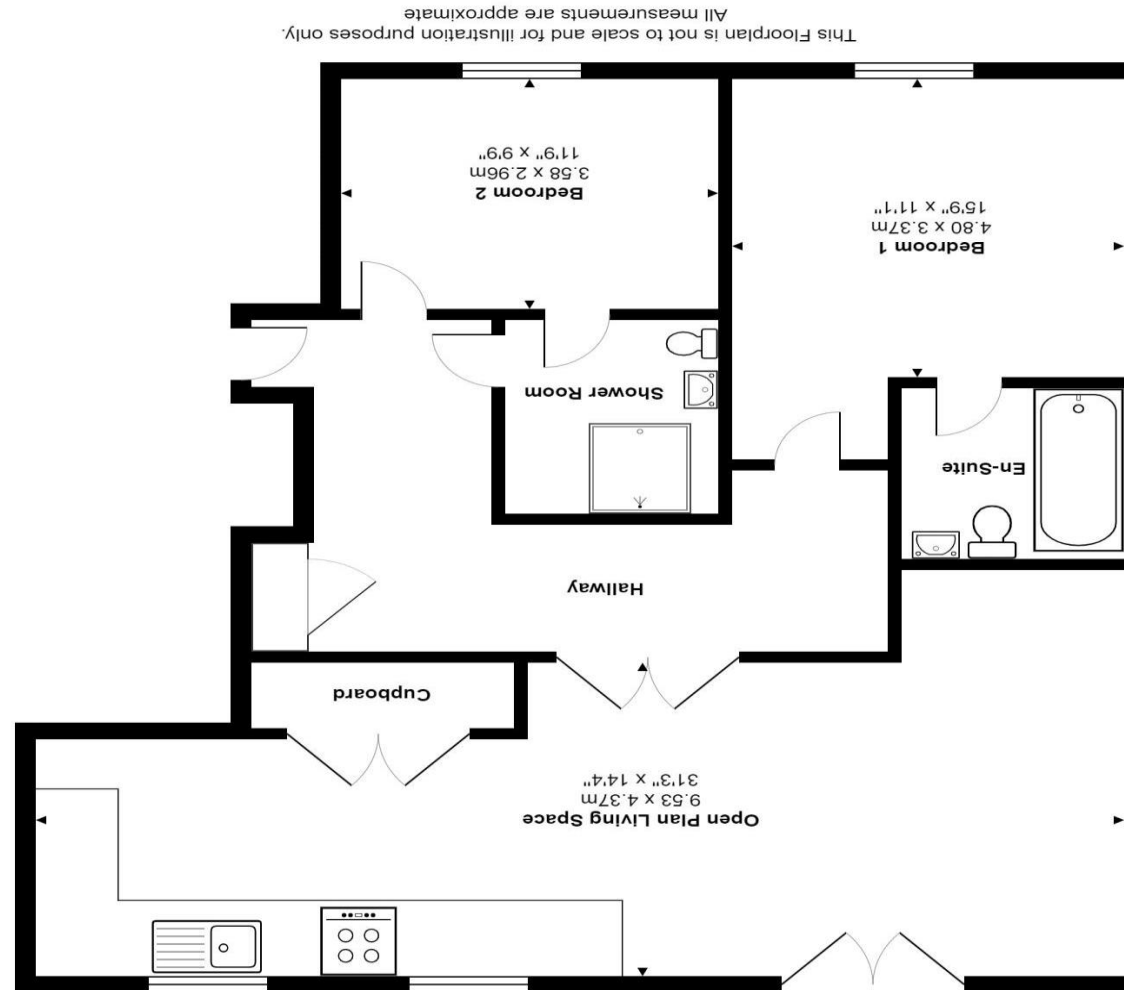 Open Plan Living Space
9.53 x 4.37m
31'3" x 14'4"
Cupboard
Hallway
En-Suite
Shower Room
Bedroom 1
4.80 x 3.37m
15'9" x 11'1"
Bedroom 2
3.58 x 2.96m
11'9" x 9'9"
This Floorplan is not to scale and for illustration purposes only.
All measurements are approximate